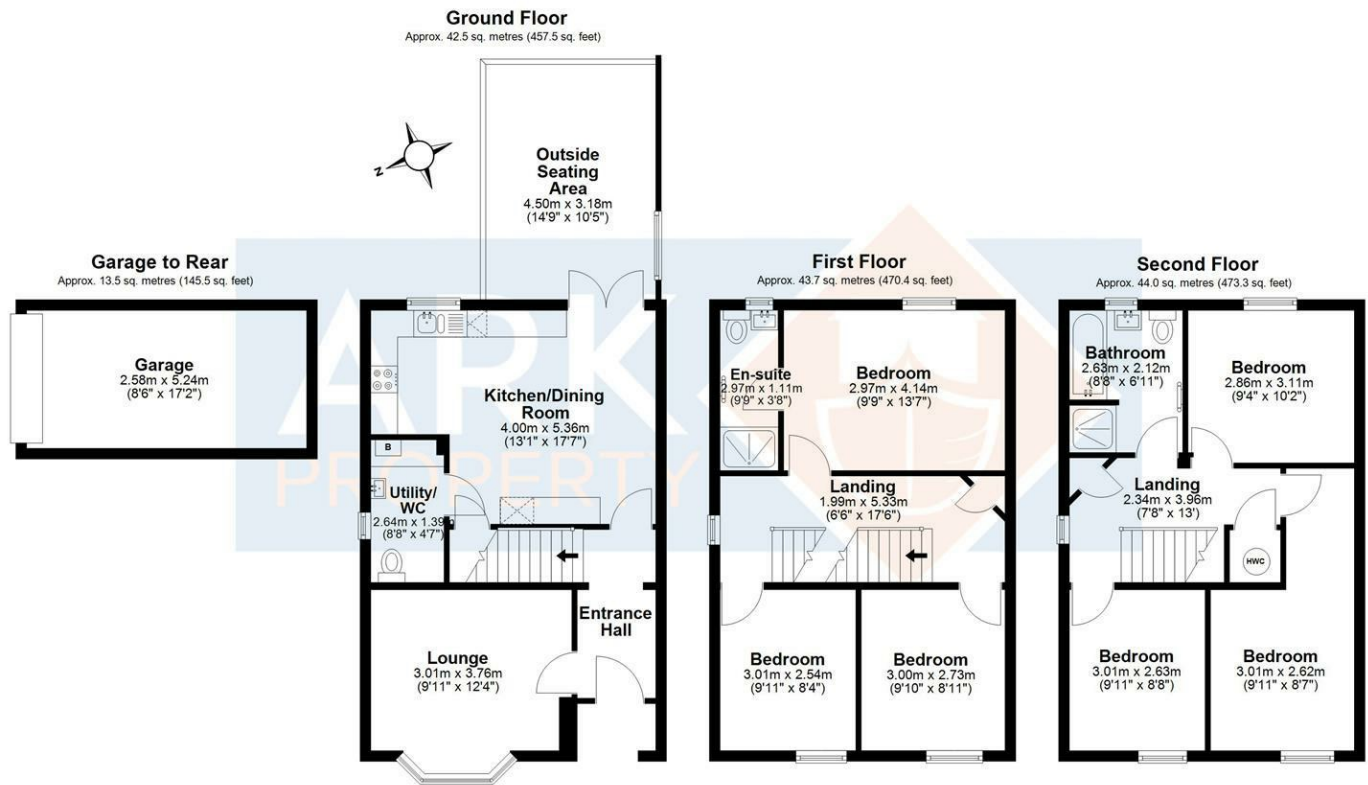 Ground Floor
Approx. 42.5 sq. metres (457.5 sq. feet)
Outside
Seating
Area
4.50m x 3.18m
(14'9" x 10'5")
N
Garage to Rear
Approx. 13.5 sq. metres (145.5 sq. feet)
Garage
2.58m x 5.24m
(8'6" x 17'2")
Kitchen/Dining
Room
4.00m x 5.36m
(13'1" x 17'7")
B
Utility/
WC
2.64m x 1.39m
(8'8" x 4'7")
Entrance
Hall
Lounge
3.01m x 3.76m
(9'11" x 12'4")
First Floor
Approx. 43.7 sq. metres (470.4 sq. feet)
En-suite
2.97m x 1.11m
(9'9" x 3'8")
Bedroom
2.97m x 4.14m
(9'9" x 13'7")
Landing
1.99m x 5.33m
(6'6" x 17'6")
Bedroom
3.01m x 2.54m
(9'11" x 8'4")
Bedroom
3.00m x 2.73m
(9'10" x 8'11")
Second Floor
Approx. 44.0 sq. metres (473.3 sq. feet)
Bathroom
2.63m x 2.12m
(8'8" x 6'11")
Bedroom
2.86m x 3.11m
(9'4" x 10'2")
Landing
2.34m x 3.96m
(7'8" x 13')
HWC
Bedroom
3.01m x 2.63m
(9'11" x 8'8")
Bedroom
3.01m x 2.62m
(9'11" x 8'7")
ARK
PROPERTY